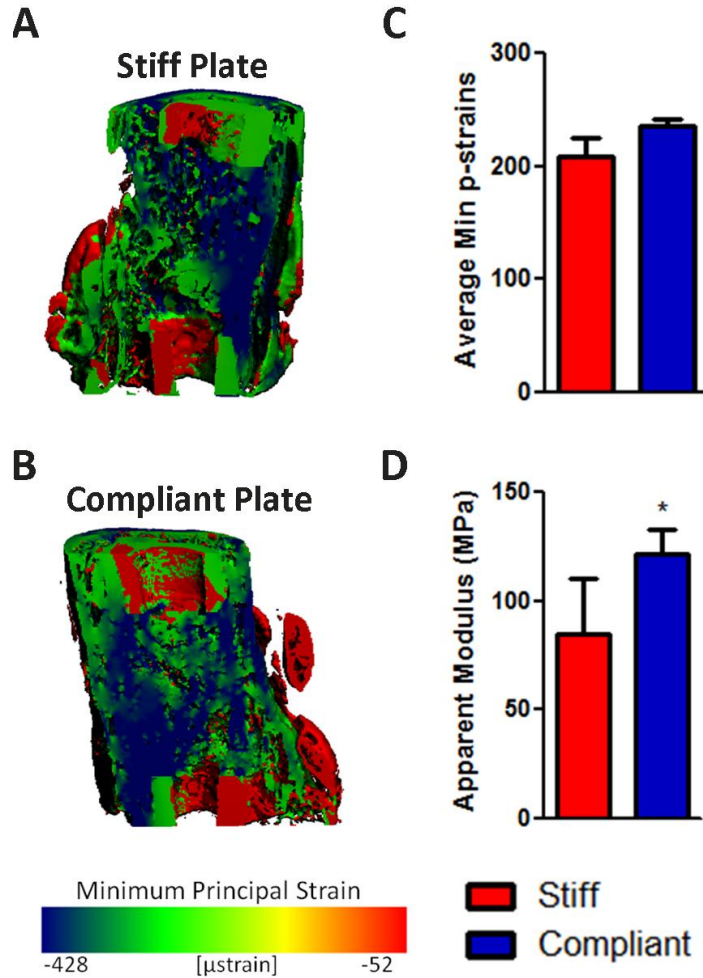 A
Stiff Plate
B
Compliant Plate
Minimum Principal Strain
-428
[µstrain]
-52
C
Average Min p-strains
300
200
100
0
D
Apparent Modulus (MPa)
150
100
50
0
*
Stiff
Compliant